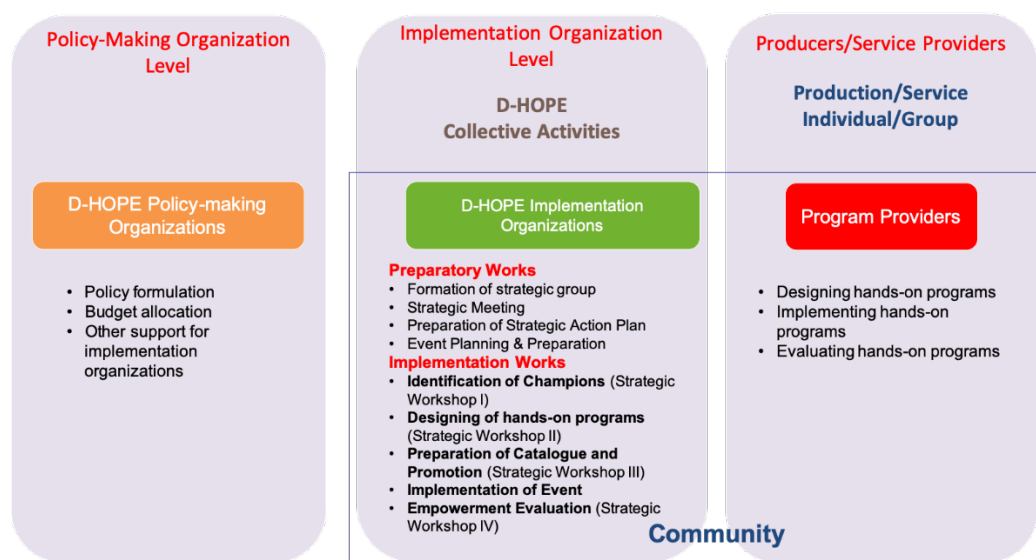 Policy-Making Organization
Level
D-HOPE Policy-making
Organizations
• Policy formulation
• Budget allocation
• Other support for
implementation
organizations
Implementation Organization
Level
D-HOPE
Collective Activities
D-HOPE Implementation
Organizations
Preparatory Works
• Formation of strategic group
• Strategic Meeting
• Preparation of Strategic Action Plan
• Event Planning & Preparation
Implementation Works
• Identification of Champions (Strategic
Workshop I)
• Designing of hands-on programs
(Strategic Workshop II)
• Preparation of Catalogue and
Promotion (Strategic Workshop III)
• Implementation of Event
• Empowerment Evaluation (Strategic
Workshop IV)
Producers/Service Providers
Production/Service
Individual/Group
Program Providers
• Designing hands-on programs
• Implementing hands-on
programs
• Evaluating hands-on programs
Community